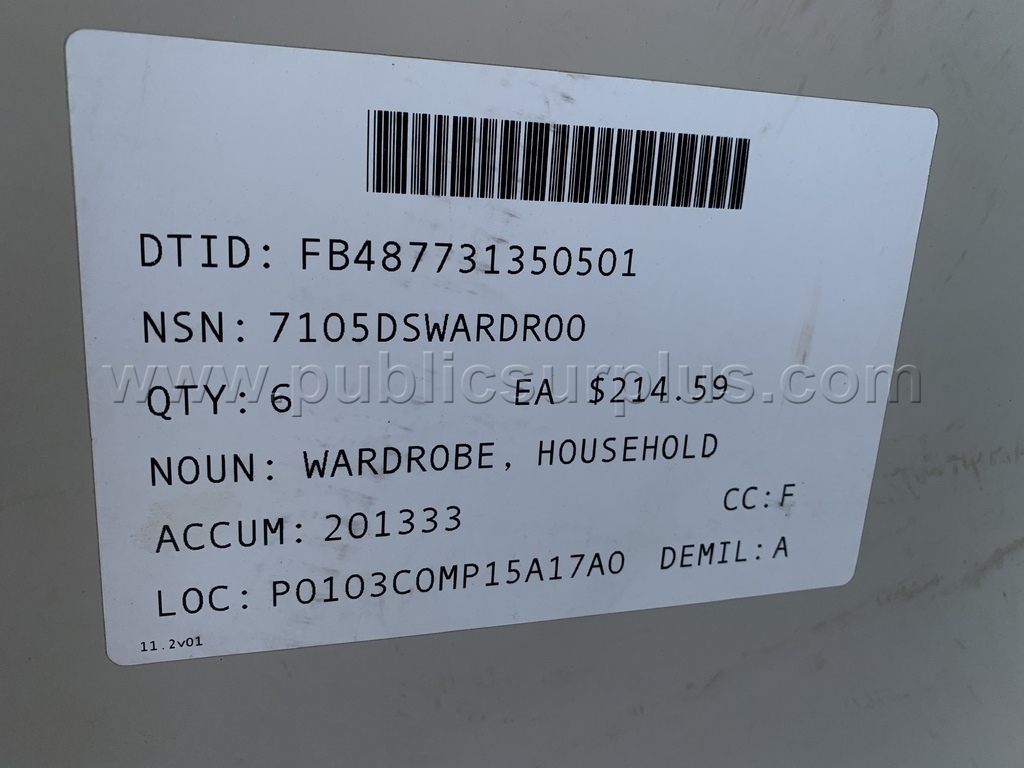 DTID: FB487731350501
NSN: 7105DSWARDR00
www.publicsurplus.com
QTY: 6 EA $214.59
NOUN: WARDROBE, HOUSEHOLD
ACCUM: 201333 CC:F
LOC: P0103COMP15A17A0 DEMIL:A
11.2v01